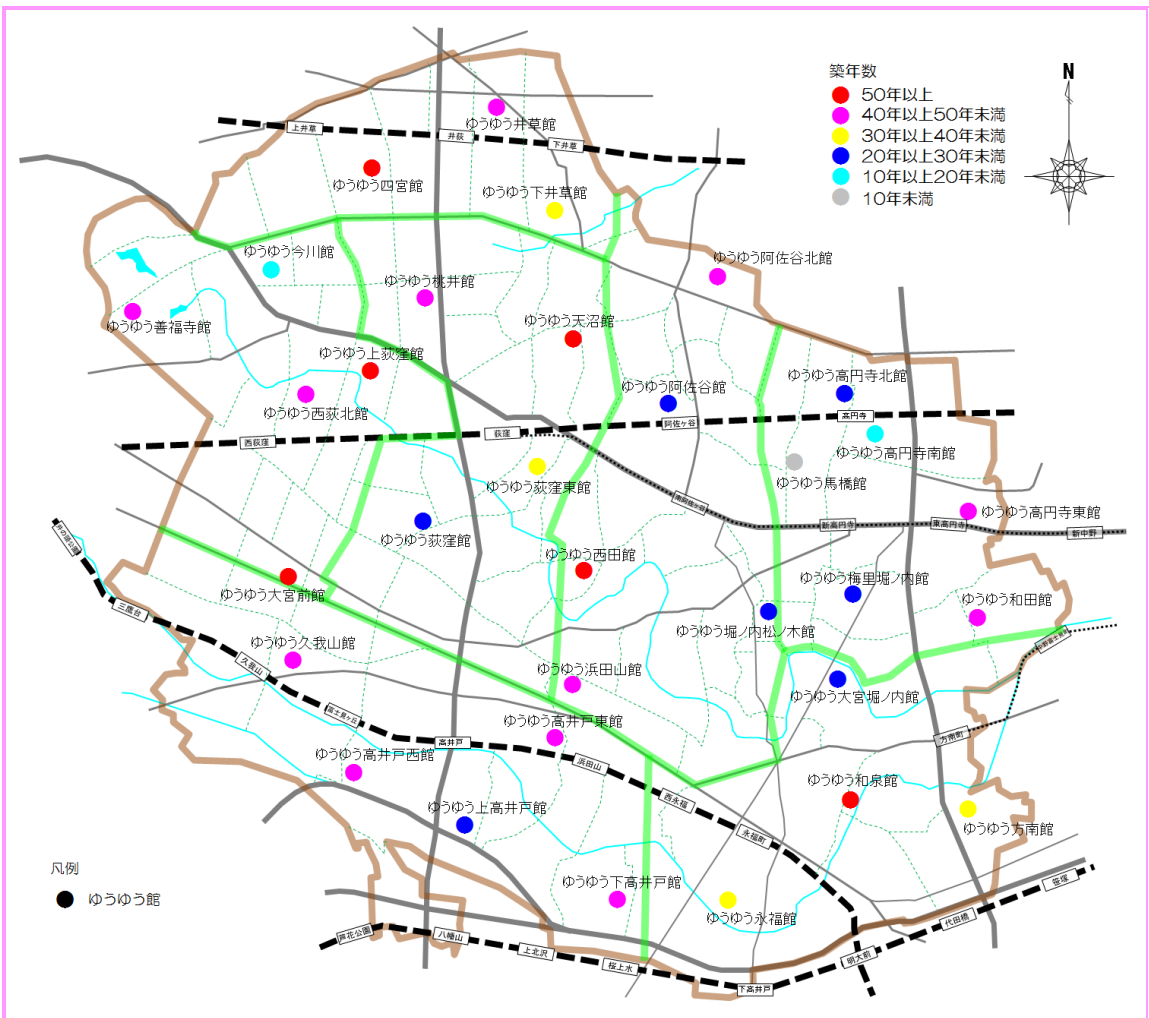 築年数
N
50年以上
40年以上50年未満
30年以上40年未満
20年以上30年未満
10年以上20年未満
10年未満
ゆうゆう井草館
上井草
井荻
下井草
ゆうゆう四宮館
ゆうゆう下井草館
ゆうゆう今川館
ゆうゆう阿佐谷北館
ゆうゆう桃井館
ゆうゆう善福寺館
ゆうゆう天沼館
ゆうゆう上荻窪館
ゆうゆう高円寺北館
ゆうゆう阿佐谷館
ゆうゆう西荻北館
高円寺
阿佐ヶ谷
荻窪
西荻窪
ゆうゆう高円寺南館
ゆうゆう荻窪東館
ゆうゆう馬橋館
南阿佐ヶ谷
ゆうゆう高円寺東館
新高円寺
東高円寺
新中野
井の頭公園
ゆうゆう荻窪館
ゆうゆう西田館
ゆうゆう梅里堀ノ内館
ゆうゆう大宮前館
ゆうゆう和田館
三鷹台
ゆうゆう堀ノ内松ノ木館
ゆうゆう久我山館
中野富士見町
久我山
ゆうゆう浜田山館
ゆうゆう大宮堀ノ内館
富士見ヶ丘
ゆうゆう高井戸東館
高井戸
方南町
ゆうゆう高井戸西館
浜田山
ゆうゆう和泉館
西永福
ゆうゆう上高井戸館
ゆうゆう方南館
永福町
凡例
ゆうゆう館
ゆうゆう下高井戸館
ゆうゆう永福館
笹塚
代田橋
芦花公園
八幡山
上北沢
桜上水
明大前
下高井戸